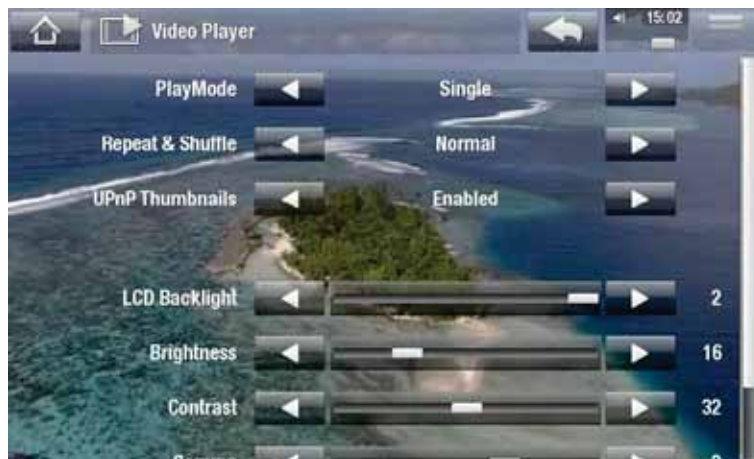 Video Player 15:02
PlayMode Single
Repeat & Shuffle Normal
UPnP Thumbnails Enabled
LCD Backlight 2
Brightness 16
Contrast 32